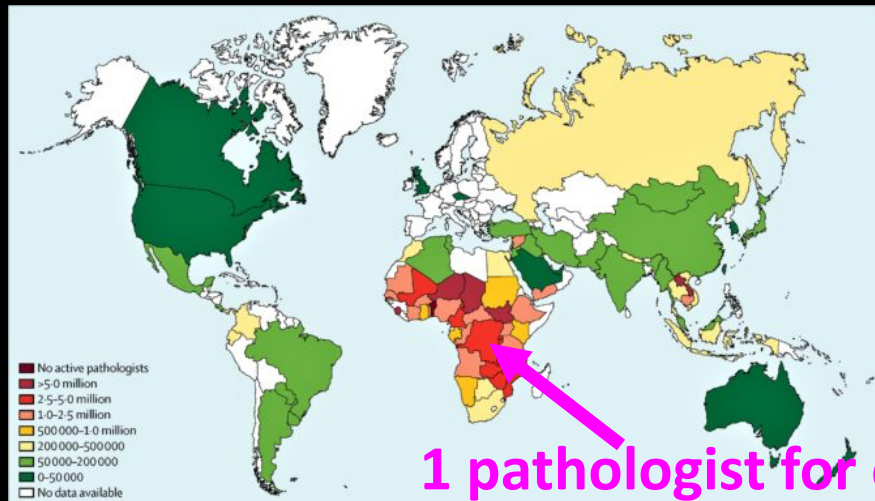 No active pathologists
>5·0 million
2·5–5·0 million
1·0–2·5 million
500 000–1·0 million
200 000–500 000
50 000–200 000
0–50 000
No data available
1 pathologist for